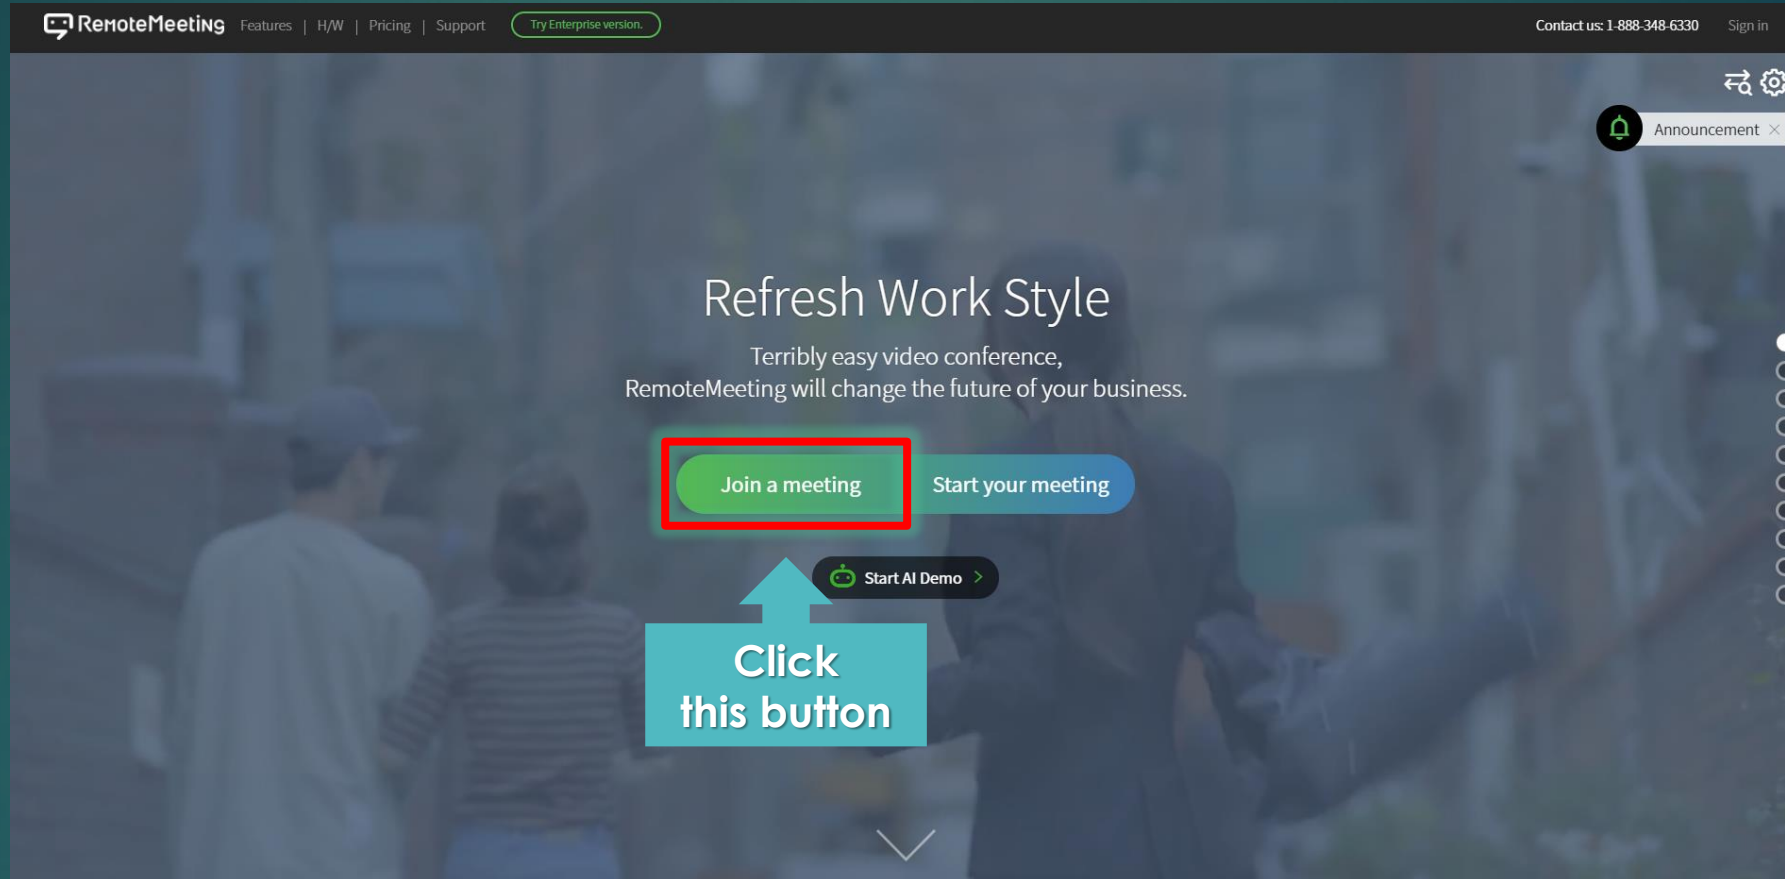 RemoteMeeting Features | H/W | Pricing | Support Try Enterprise version. Contact us: 1-888-348-6330 Sign in
Announcement
Refresh Work Style
Terribly easy video conference,
RemoteMeeting will change the future of your business.
Join a meeting Start your meeting
Start AI Demo >
Click
this button